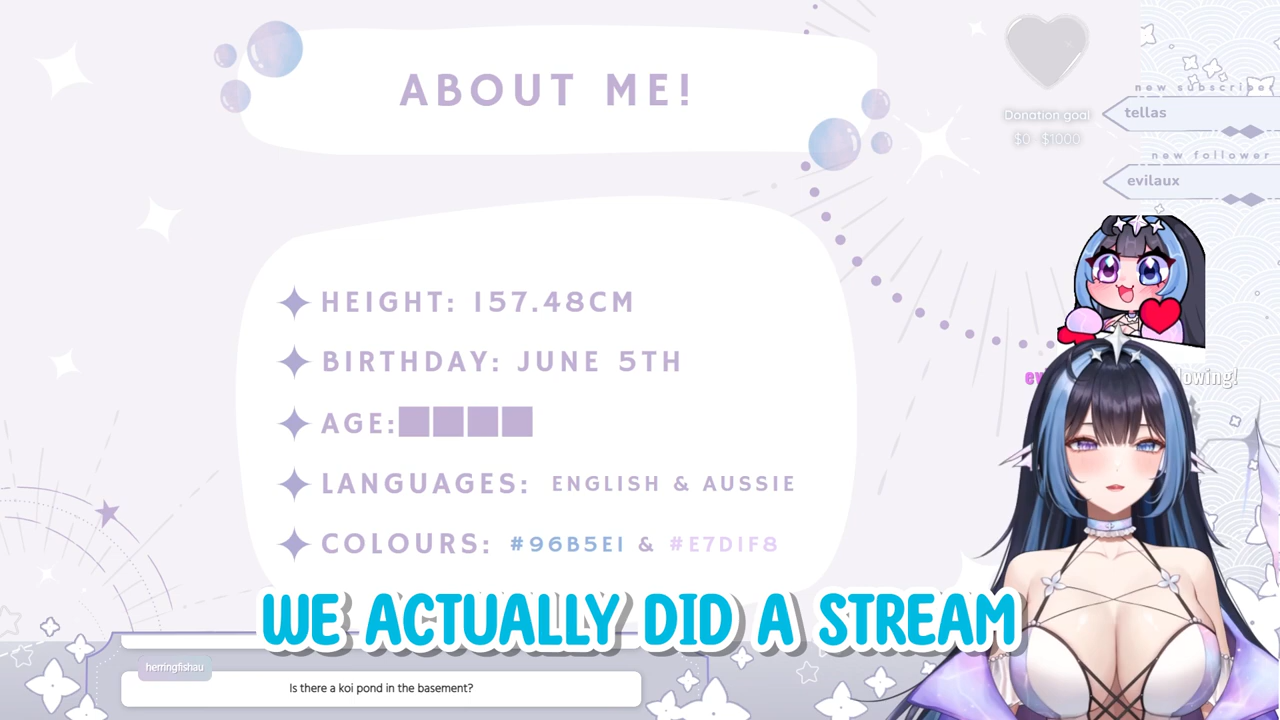 ABOUT ME!
Donation goal
$0 $1000
new subscriber
tellas
new follower
evilaux
HEIGHT: 157.48CM
BIRTHDAY: JUNE 5TH
AGE:
LANGUAGES: ENGLISH & AUSSIE
COLOURS: #96B5E1 & #E7D1F8
WE ACTUALLY DID A STREAM
herringfishau
Is there a koi pond in the basement?